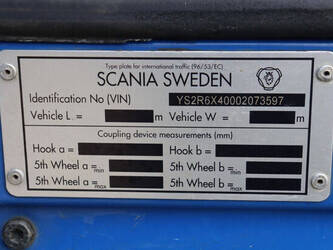 Type plate for international traffic (96/53/EC)
SCANIA SWEDEN
Identification No (VIN) YS2R6X40002073597
Vehicle L = m Vehicle W = m
Coupling device measurements (mm)
Hook a = Hook b =
5th Wheel a min = 5th Wheel b min =
5th Wheel a max = 5th Wheel b max =